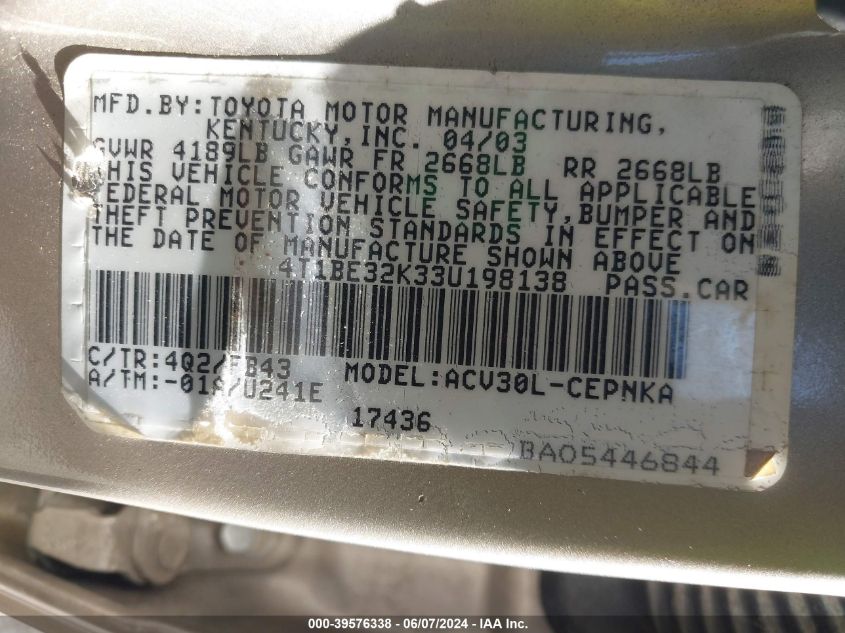 MFD.BY:TOYOTA MOTOR MANUFACTURING,
KENTUCKY,INC. 04/03
GVWR 4189LB GAWR FR 2668LB RR 2668LB
THIS VEHICLE CONFORMS TO ALL APPLICABLE
FEDERAL MOTOR VEHICLE SAFETY,BUMPER AND
THEFT PREVENTION STANDARDS IN EFFECT ON
THE DATE OF MANUFACTURE SHOWN ABOVE
4T1BE32K33U198138 PASS.CAR
C/TR:4Q2/FB43
MODEL:ACV30L-CEPNKA
A/TM:-01A/U241E
17436
BA05446844
000-39576338 - 06/07/2024 - IAA Inc.